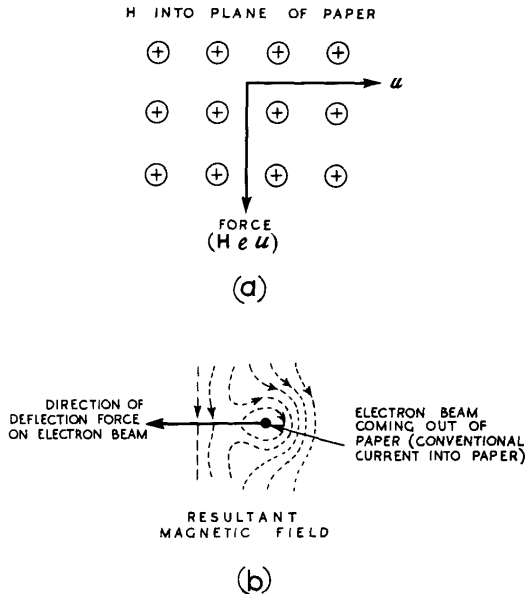 H INTO PLANE OF PAPER
u
FORCE
(H e u)
(a)
DIRECTION OF
DEFLECTION FORCE
ON ELECTRON BEAM
ELECTRON BEAM
COMING OUT OF
PAPER (CONVENTIONAL
CURRENT INTO PAPER)
RESULTANT
MAGNETIC FIELD
(b)